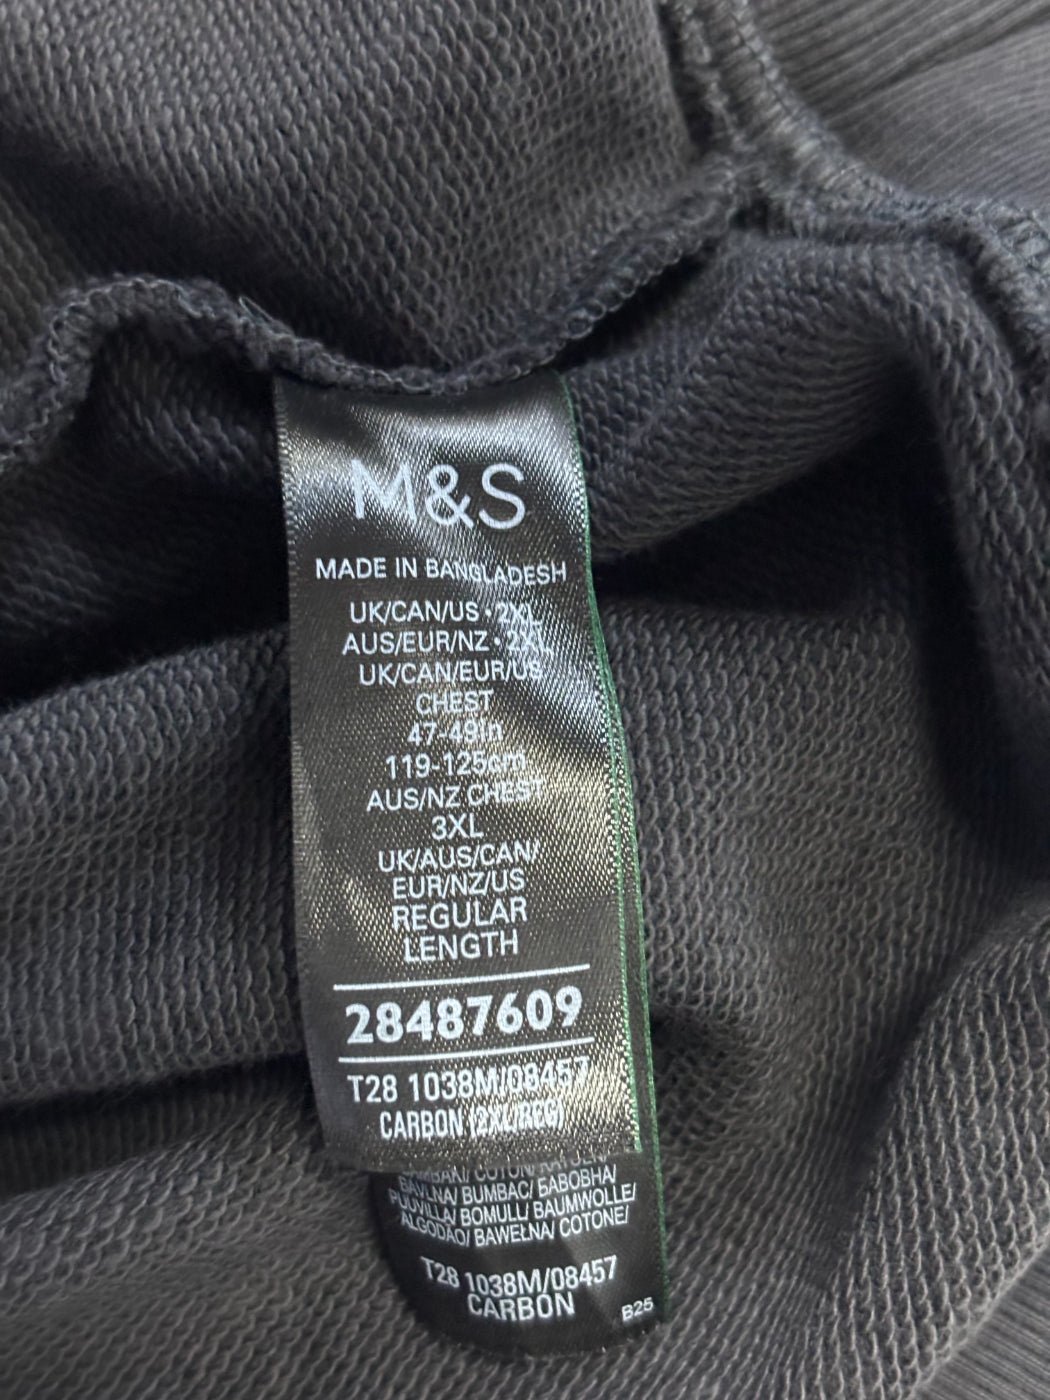 M&S
MADE IN BANGLADESH
UK/CAN/US • 2XL
AUS/EUR/NZ • 2XL
UK/CAN/EUR/US
CHEST
47-49in
119-125cm
AUS/NZ CHEST
3XL
UK/AUS/CAN/
EUR/NZ/US
REGULAR
LENGTH
28487609
T28 1038M/08457
CARBON (2XL/REG)
COTON/
BAVLNA/ BUMBAC/ БАВОВНА/
PUUVILLA/ BOMULL/ BAUMWOLLE/
ALGODAO/ BAWEŁNA/ COTONE/
T28 1038M/08457
CARBON
B25